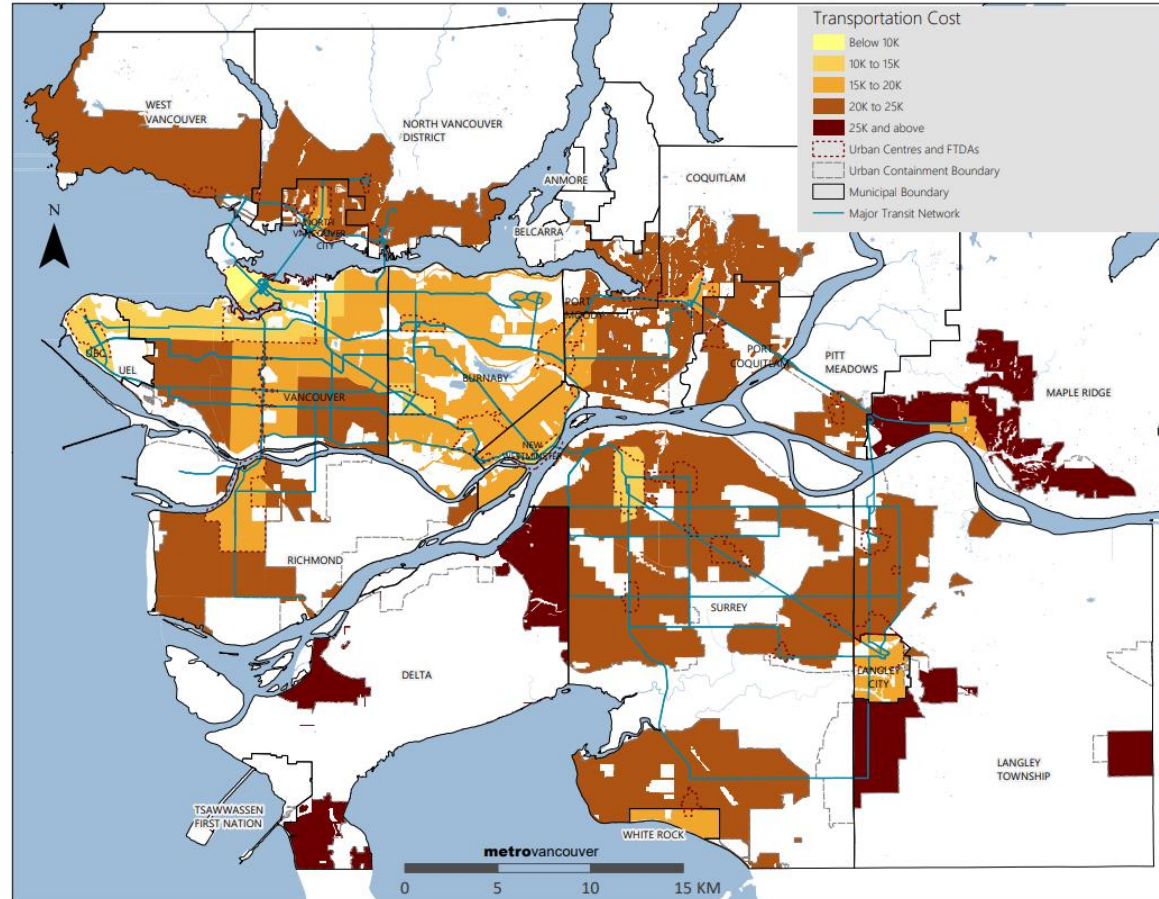 Transportation Cost
Below 10K
10K to 15K
15K to 20K
20K to 25K
25K and above
Urban Centres and FTDAs
Urban Containment Boundary
Municipal Boundary
Major Transit Network
WEST
VANCOUVER
NORTH VANCOUVER
DISTRICT
ANMORE
COQUITLAM
N
NORTH
VANCOUVER
CITY
BELCARRA
PORT
MOODY
UBC
UEL
PORT
COQUITLAM
PITT
MEADOWS
MAPLE RIDGE
BURNABY
VANCOUVER
NEW
WESTMINSTER
RICHMOND
SURREY
DELTA
LANGLEY
CITY
LANGLEY
TOWNSHIP
TSAWWASSEN
FIRST NATION
WHITE ROCK
metrovancouver
0 5 10 15 KM